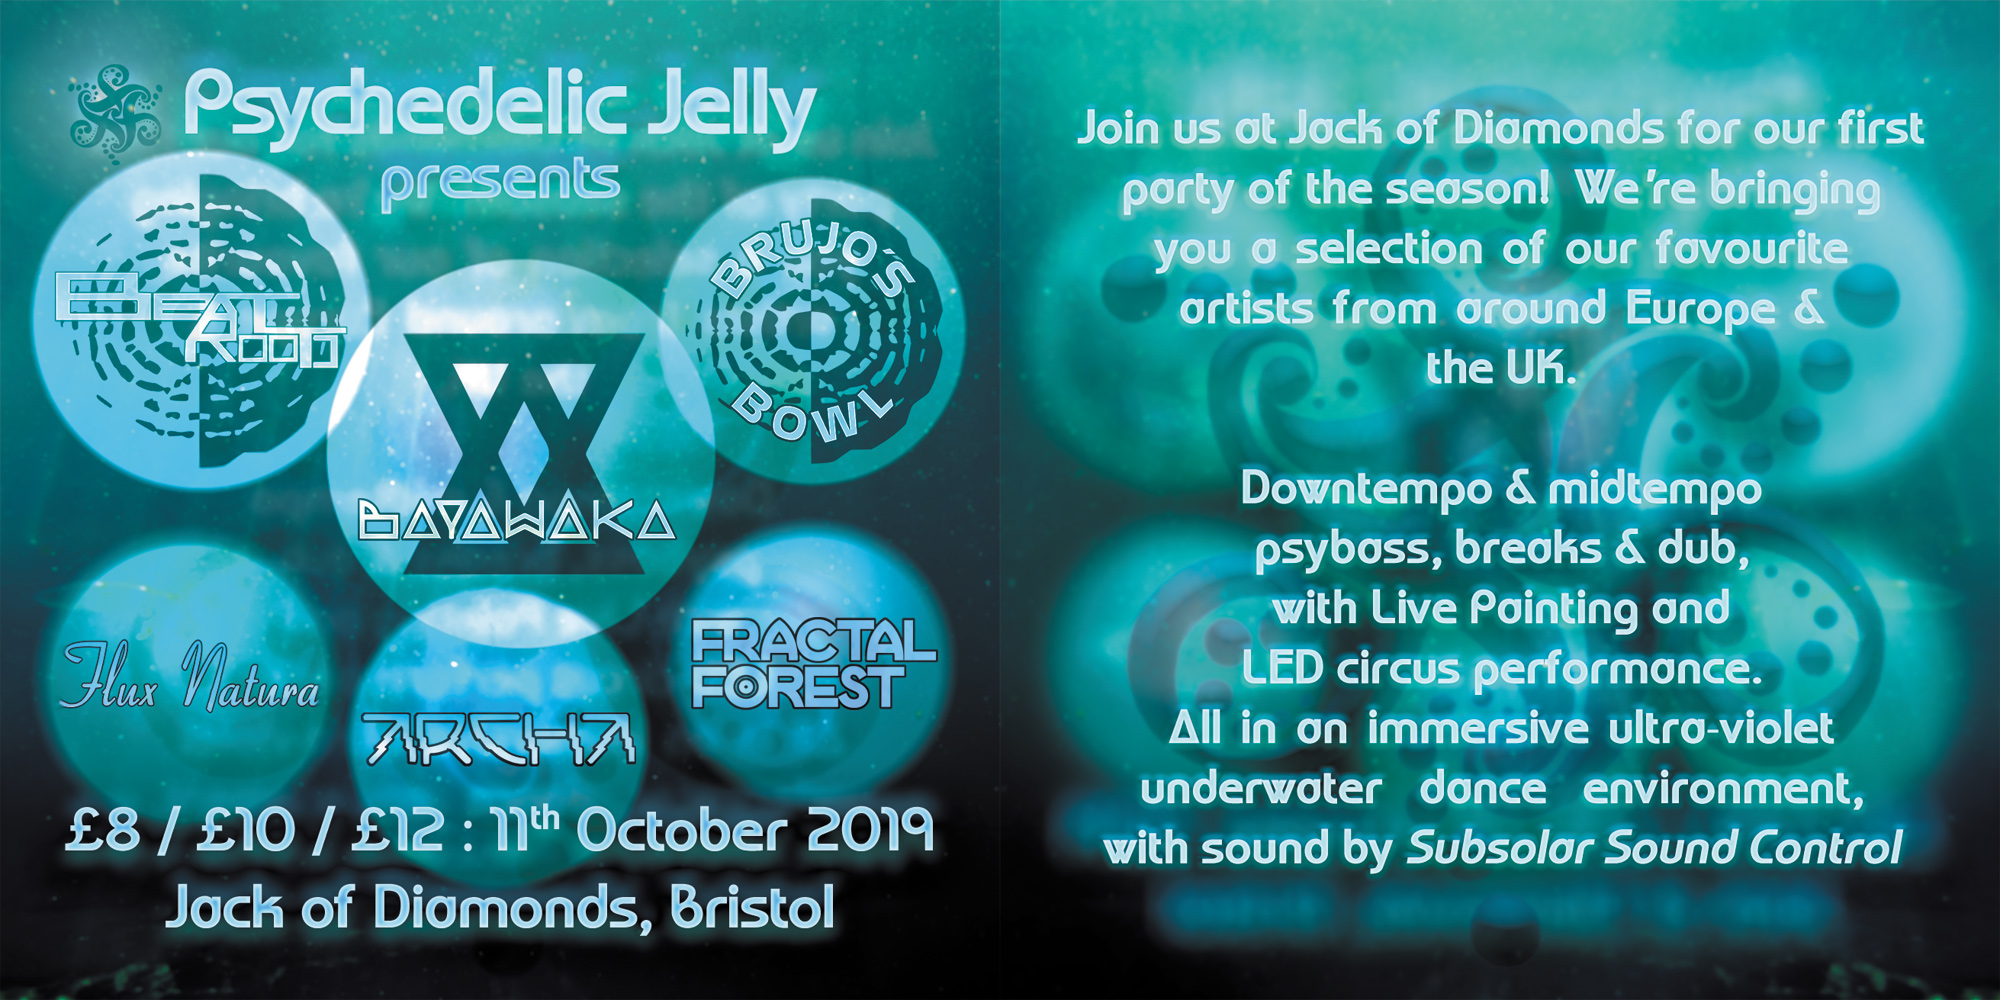 Psychedelic Jelly
presents
BEAT
ROOTS
BRUJO'S
BOWL
BAYAWAKA
Flux Natura
ARCHA
FRACTAL
FOREST
£8 / £10 / £12 : 11th October 2019
Jack of Diamonds, Bristol
Join us at Jack of Diamonds for our first
party of the season! We're bringing
you a selection of our favourite
artists from around Europe &
the UK.
Downtempo & midtempo
psybass, breaks & dub,
with Live Painting and
LED circus performance.
All in an immersive ultra-violet
underwater dance environment,
with sound by Subsolar Sound Control